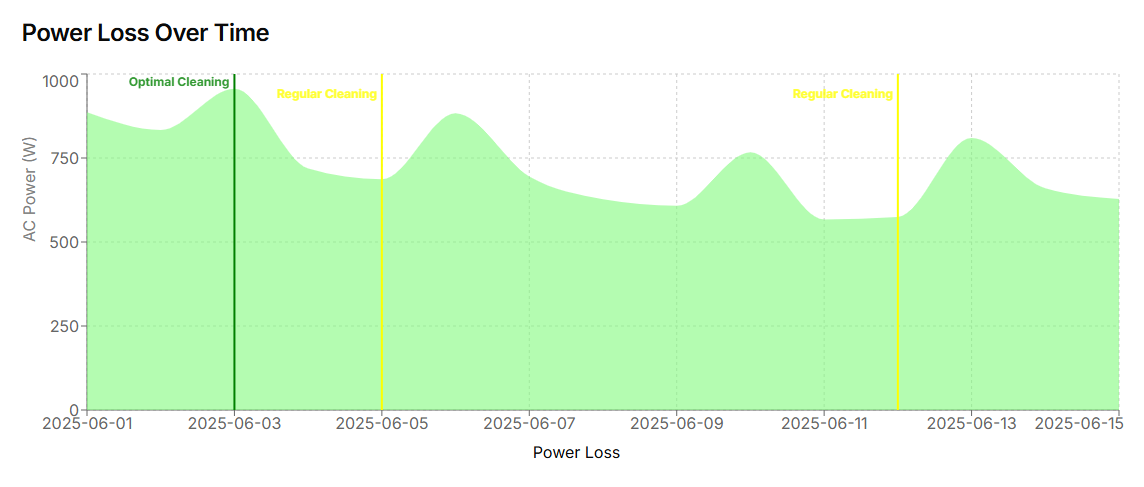 Power Loss Over Time
1000
Optimal Cleaning
Regular Cleaning
Regular Cleaning
750
AC Power (W)
500
250
0
2025-06-01 2025-06-03 2025-06-05 2025-06-07 2025-06-09 2025-06-11 2025-06-13 2025-06-15
Power Loss